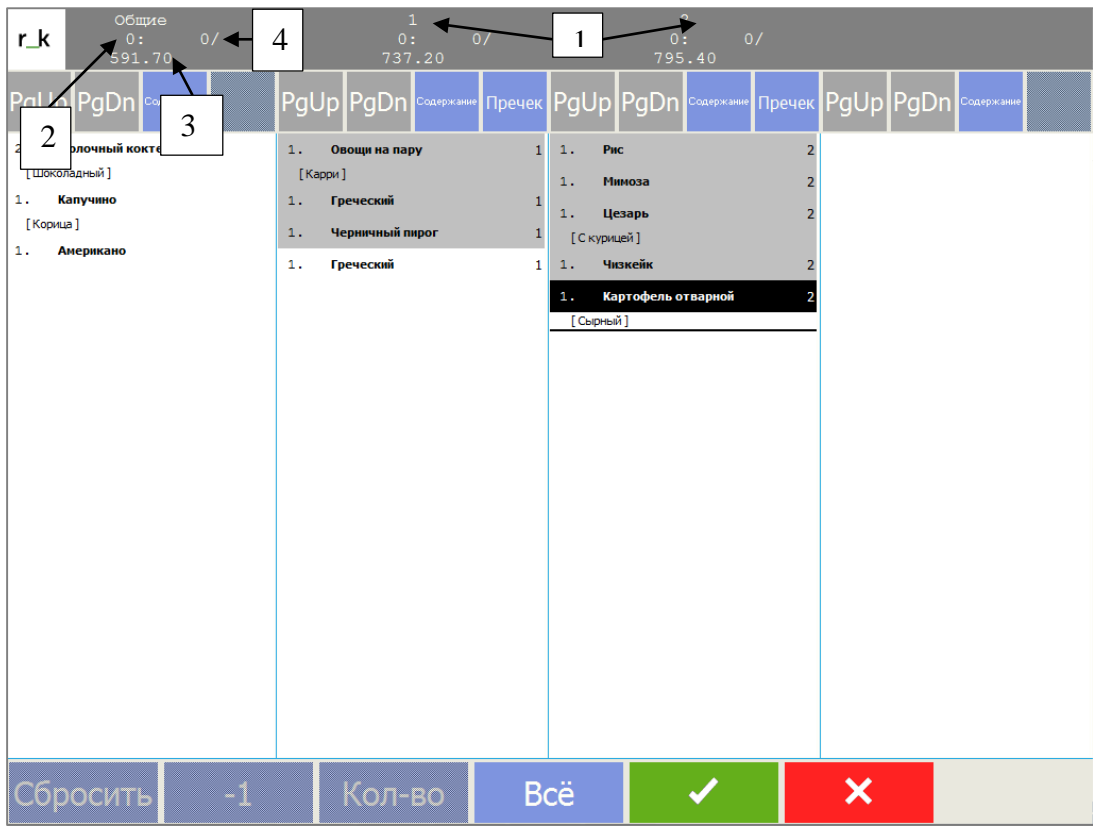 r_k
Общие
0: 0/
591.70
4
1
0: 0/
737.20
1
0: 0/
795.40
2
3
PgUp PgDn
PgUp PgDn Содержание Пречек
PgUp PgDn Содержание Пречек
PgUp PgDn Содержание
[ Шоколадный ]
1. Капучино
[ Корица ]
1. Американо
1. Овощи на пару 1
[ Карри ]
1. Греческий 1
1. Черничный пирог 1
1. Греческий 1
1. Рис 2
1. Мимоза 2
1. Цезарь 2
[ С курицей ]
1. Чизкейк 2
1. Картофель отварной 2
[ Сырный ]
Сбросить -1 Кол-во Всё